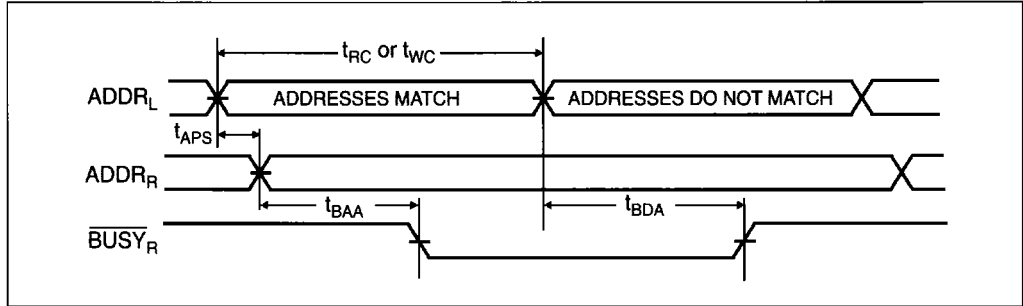 tRC or tWC
ADDRL
ADDRESSES MATCH
ADDRESSES DO NOT MATCH
tAPS
ADDRR
tBAA
tBDA
BUSYR